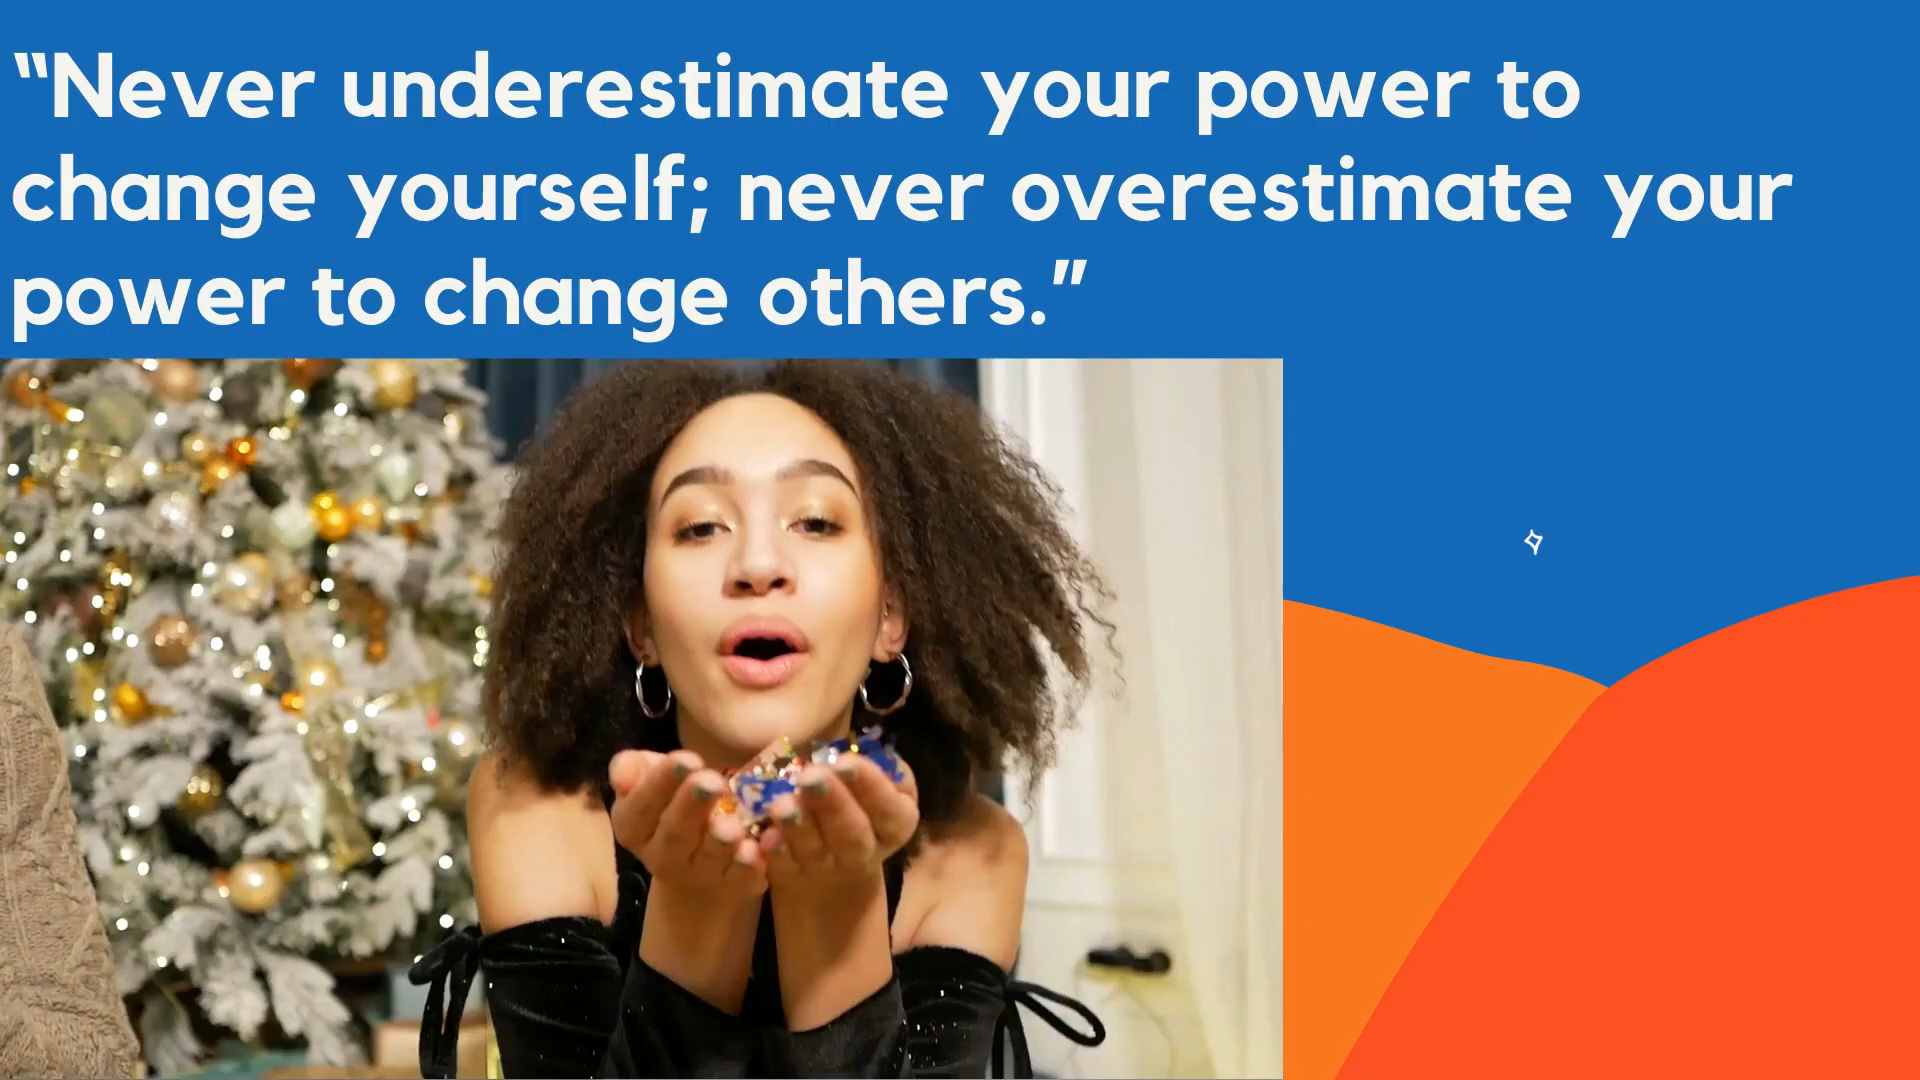 “Never underestimate your power to
change yourself; never overestimate your
power to change others.”